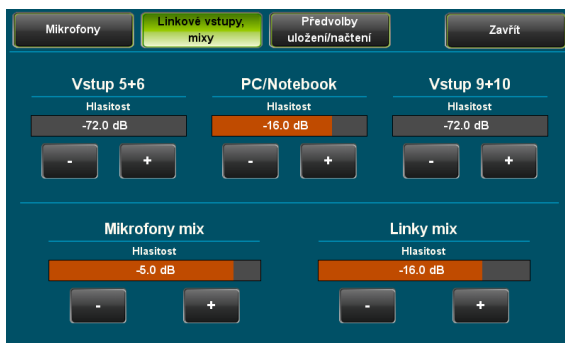 Mikrofony
Linkové vstupy,
mixy
Předvolby
uložení/načtení
Zavřít
Vstup 5+6
PC/Notebook
Vstup 9+10
Hlasitost
Hlasitost
Hlasitost
-72.0 dB
-16.0 dB
-72.0 dB
-
+
-
+
-
+
Mikrofony mix
Linky mix
Hlasitost
Hlasitost
-5.0 dB
-16.0 dB
-
+
-
+